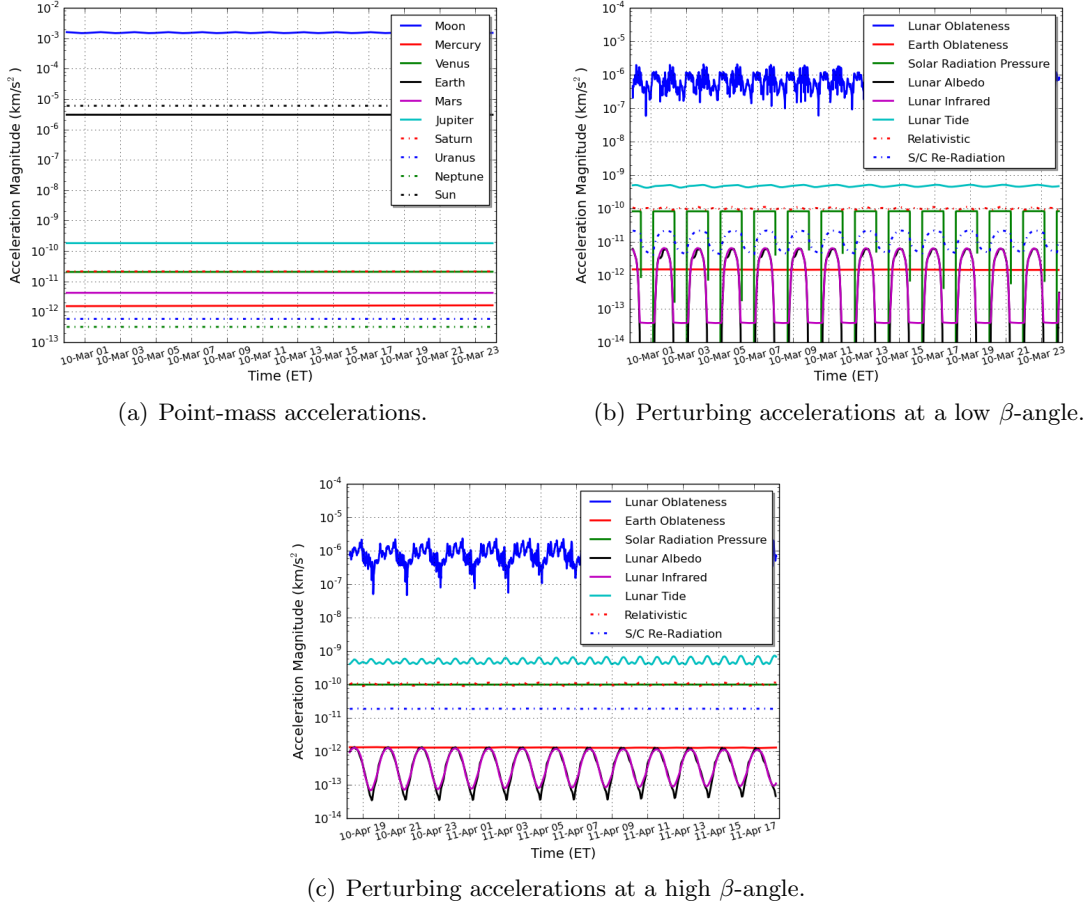 10⁻²
10⁻³
10⁻⁴
10⁻⁵
10⁻⁶
10⁻⁷
10⁻⁸
10⁻⁹
10⁻¹⁰
10⁻¹¹
10⁻¹²
10⁻¹³
Acceleration Magnitude (km/s²)
Moon
Mercury
Venus
Earth
Mars
Jupiter
Saturn
Uranus
Neptune
Sun
10-Mar 01 10-Mar 03 10-Mar 05 10-Mar 07 10-Mar 09 10-Mar 11 10-Mar 13 10-Mar 15 10-Mar 17 10-Mar 19 10-Mar 21 10-Mar 23
Time (ET)
(a) Point-mass accelerations.
10⁻⁴
10⁻⁵
10⁻⁶
10⁻⁷
10⁻⁸
10⁻⁹
10⁻¹⁰
10⁻¹¹
10⁻¹²
10⁻¹³
10⁻¹⁴
Acceleration Magnitude (km/s²)
Lunar Oblateness
Earth Oblateness
Solar Radiation Pressure
Lunar Albedo
Lunar Infrared
Lunar Tide
Relativistic
S/C Re-Radiation
10-Mar 01 10-Mar 03 10-Mar 05 10-Mar 07 10-Mar 09 10-Mar 11 10-Mar 13 10-Mar 15 10-Mar 17 10-Mar 19 10-Mar 21 10-Mar 23
Time (ET)
(b) Perturbing accelerations at a low β-angle.
10⁻⁴
10⁻⁵
10⁻⁶
10⁻⁷
10⁻⁸
10⁻⁹
10⁻¹⁰
10⁻¹¹
10⁻¹²
10⁻¹³
10⁻¹⁴
Acceleration Magnitude (km/s²)
Lunar Oblateness
Earth Oblateness
Solar Radiation Pressure
Lunar Albedo
Lunar Infrared
Lunar Tide
Relativistic
S/C Re-Radiation
10-Apr 19 10-Apr 21 10-Apr 23 11-Apr 01 11-Apr 03 11-Apr 05 11-Apr 07 11-Apr 09 11-Apr 11 11-Apr 13 11-Apr 15 11-Apr 17
Time (ET)
(c) Perturbing accelerations at a high β-angle.